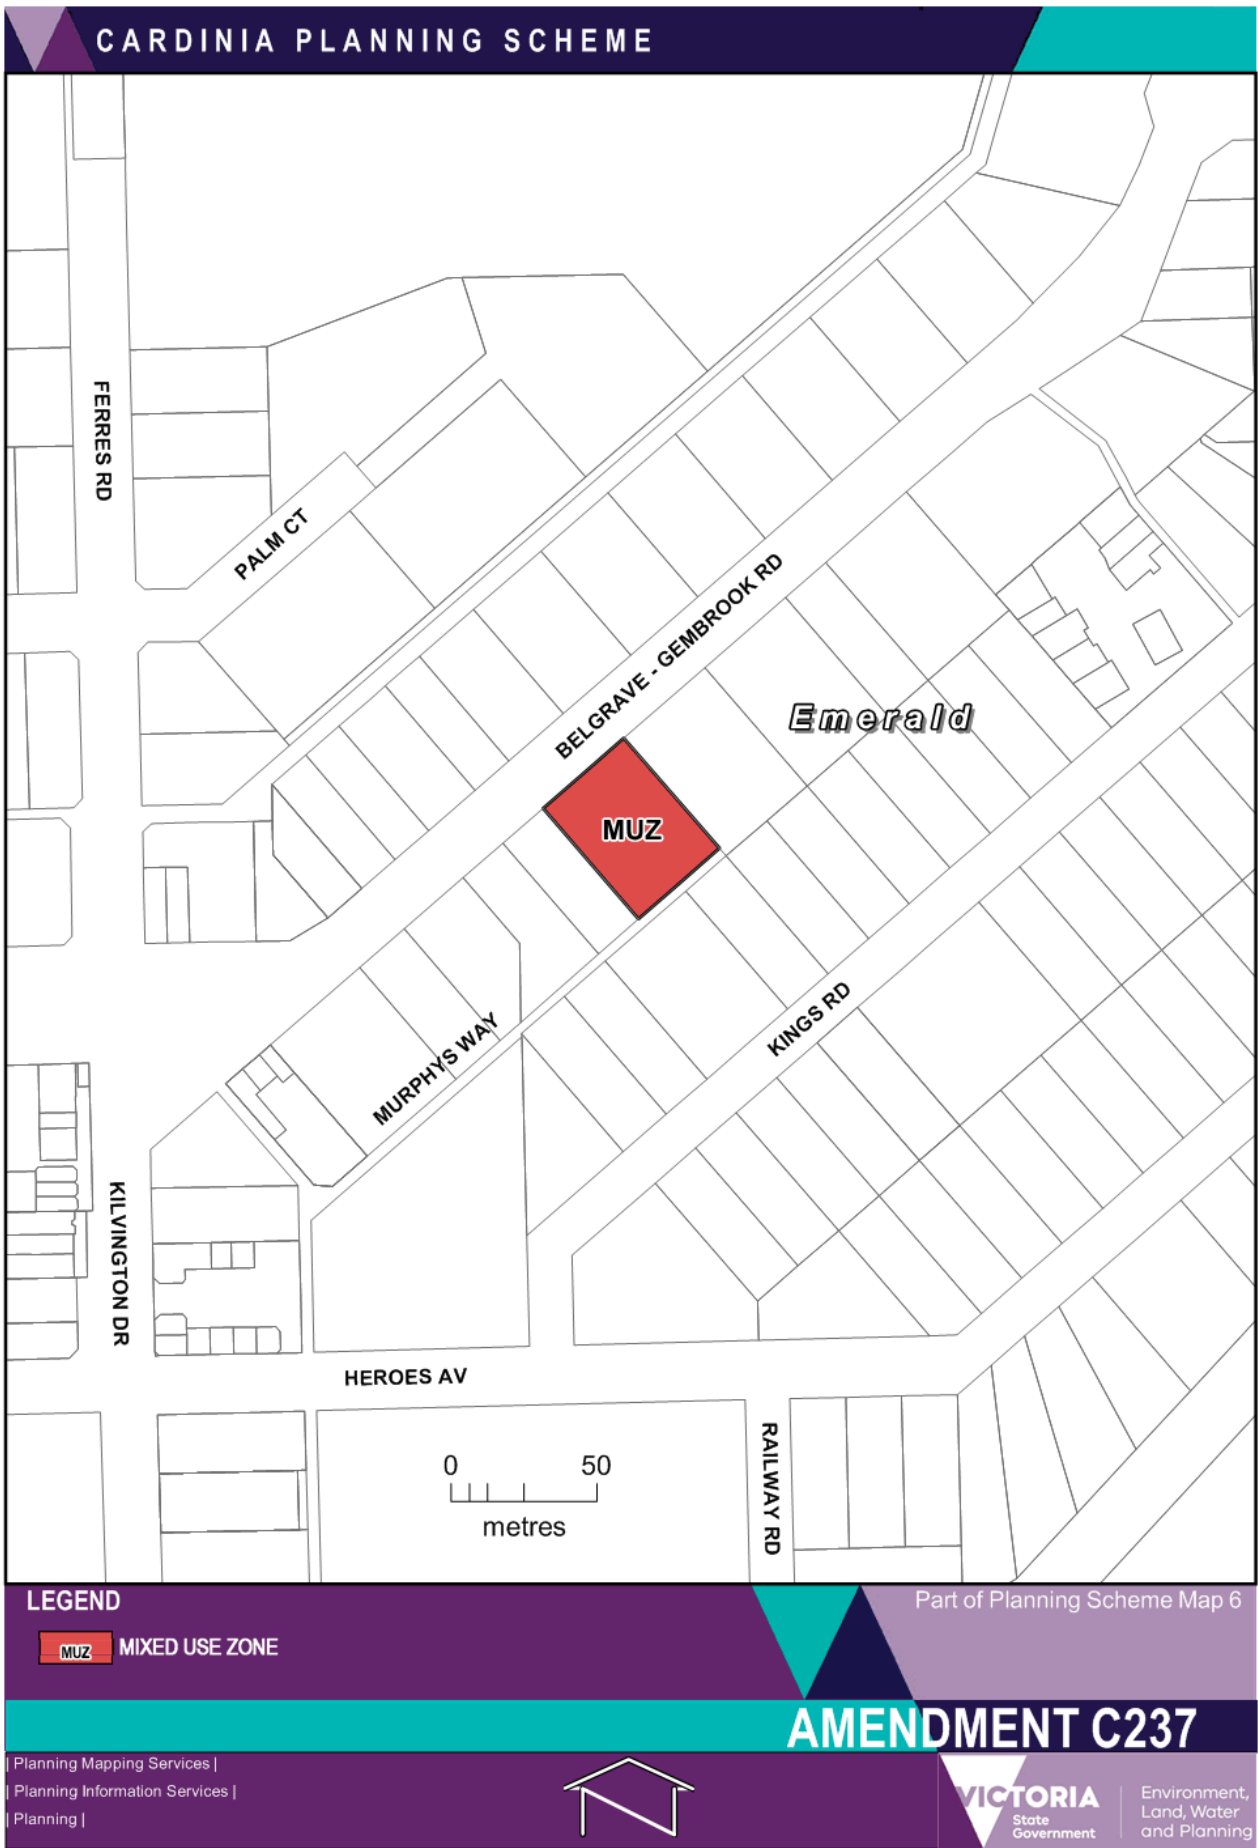 CARDINIA PLANNING SCHEME
FERRES RD
PALM CT
BELGRAVE - GEMBROOK RD
Emerald
MUZ
KINGS RD
MURPHYS WAY
KILVINGTON DR
HEROES AV
RAILWAY RD
0 50
metres
LEGEND
MUZ MIXED USE ZONE
Part of Planning Scheme Map 6
AMENDMENT C237
| Planning Mapping Services |
| Planning Information Services |
| Planning |
VICTORIA
State
Government
Environment,
Land, Water
and Planning